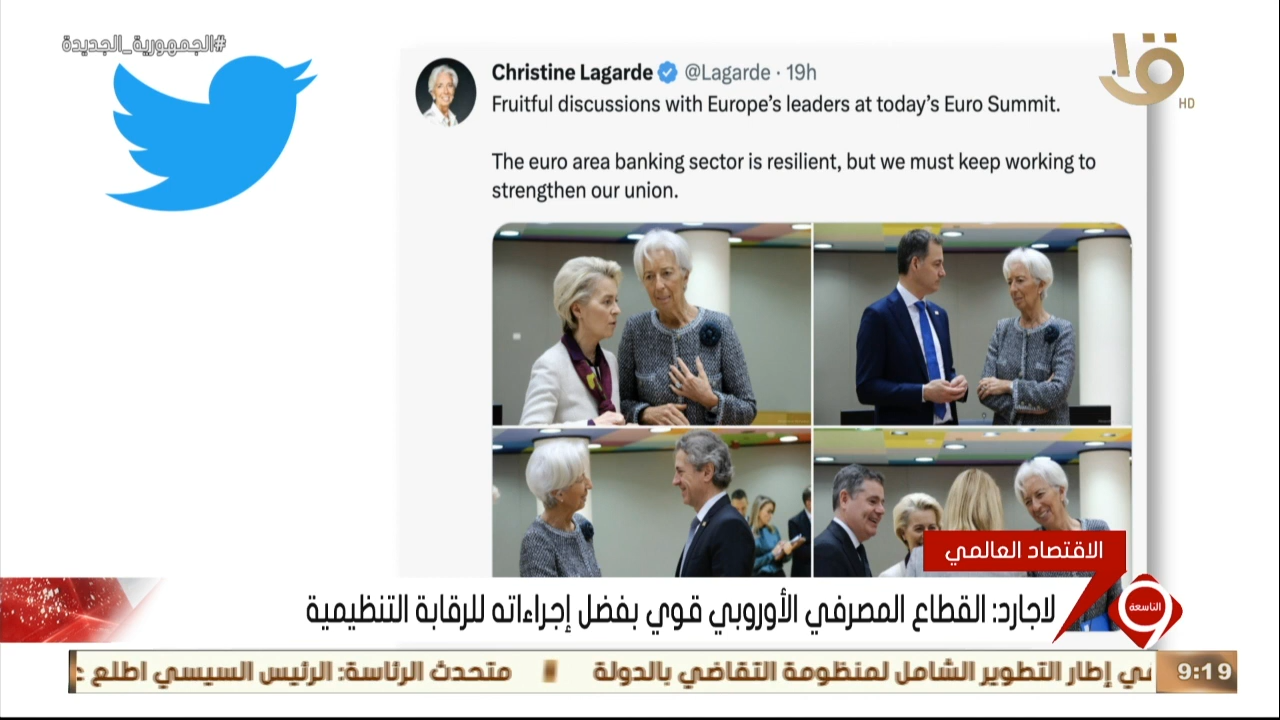 #الجمهورية_الجديدة
HD
Christine Lagarde @Lagarde · 19h
Fruitful discussions with Europe's leaders at today's Euro Summit.
The euro area banking sector is resilient, but we must keep working to
strengthen our union.
الاقتصاد العالمي
لاجارد: القطاع المصرفي الأوروبي قوي بفضل إجراءاته للرقابة التنظيمية
التاسعة
9:19
ي إطار التطوير الشامل لمنظومة التقاضي بالدولة
متحدث الرئاسة: الرئيس السيسي اطلع